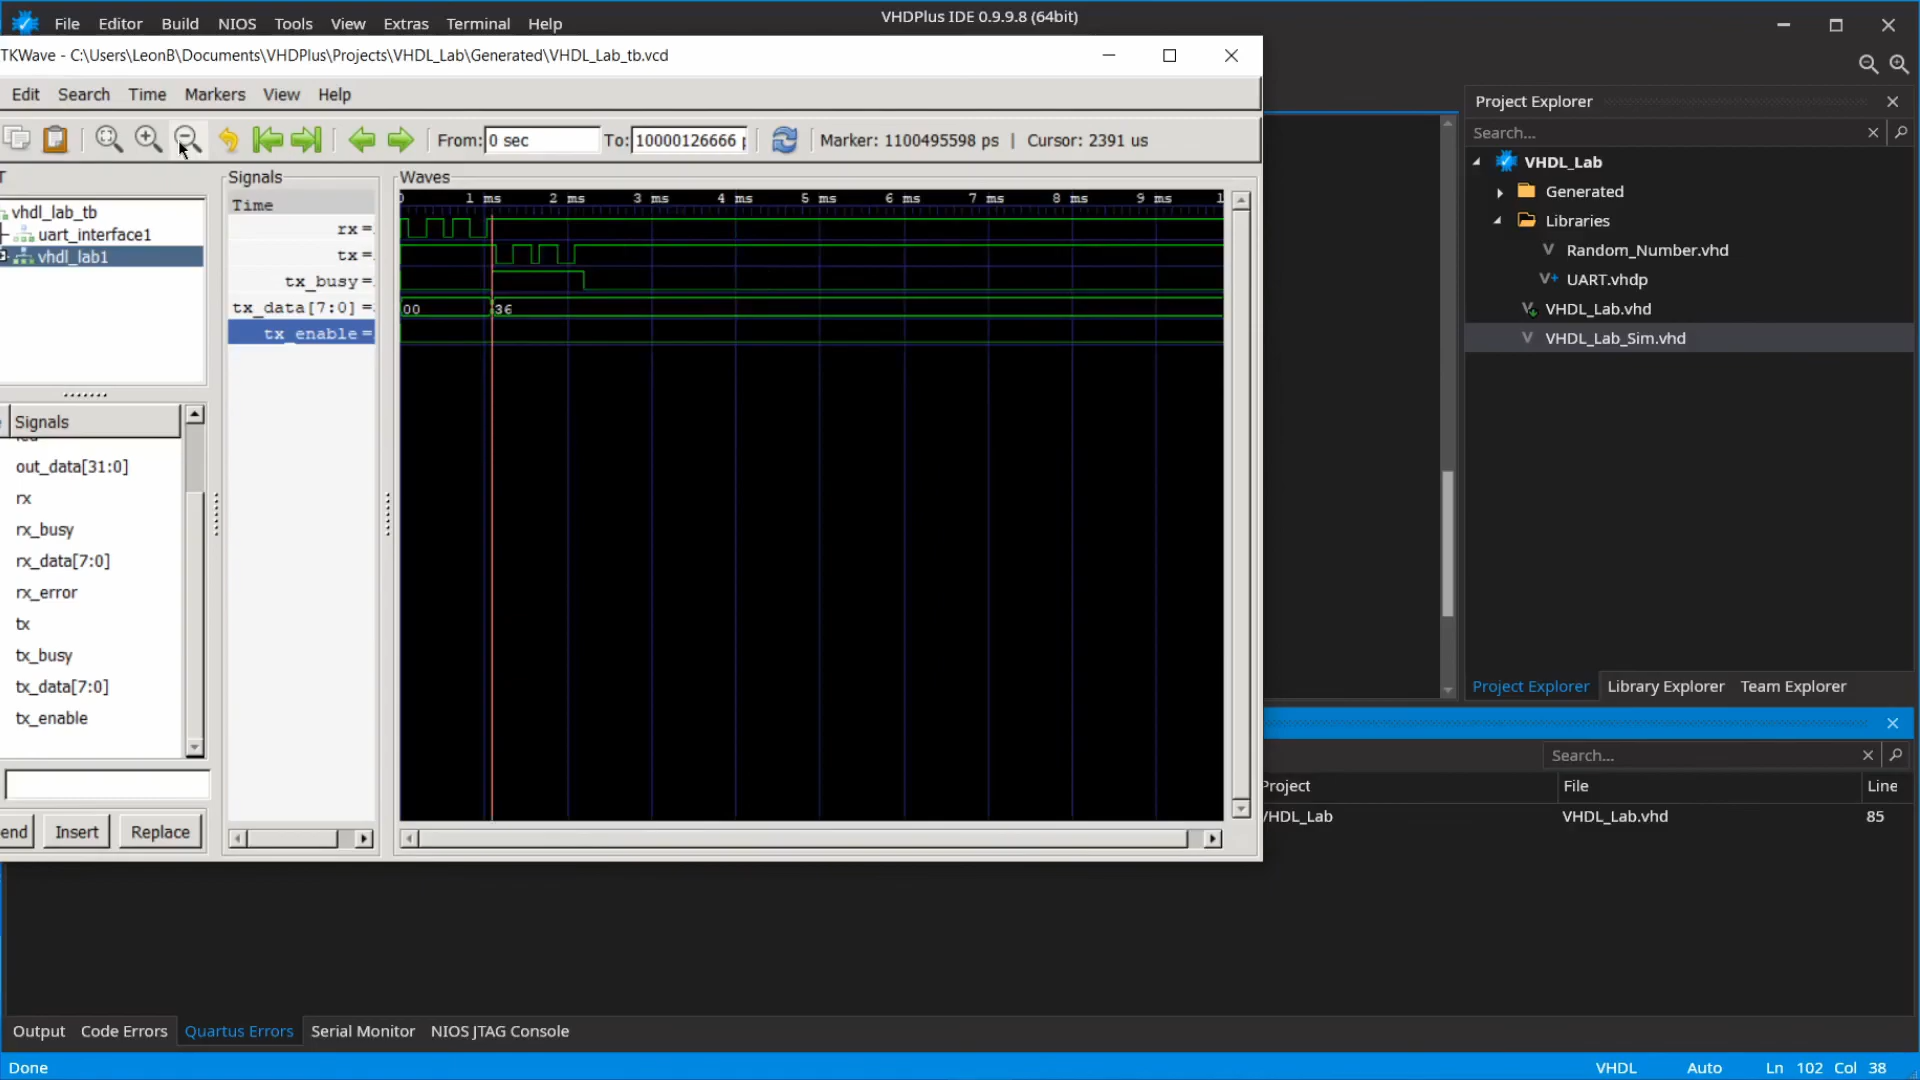 File Editor Build NIOS Tools View Extras Terminal Help
VHDPlus IDE 0.9.9.8 (64bit)
TKWave - C:\Users\LeonB\Documents\VHDPlus\Projects\VHDL_Lab\Generated\VHDL_Lab_tb.vcd
Edit Search Time Markers View Help
From: 0 sec To: 10000126666 p Marker: 1100495598 ps | Cursor: 2391 us
T
vhdl_lab_tb
uart_interface1
vhdl_lab1
Signals
out_data[31:0]
rx
rx_busy
rx_data[7:0]
rx_error
tx
tx_busy
tx_data[7:0]
tx_enable
end Insert Replace
Signals
Time
rx =
tx =
tx_busy =
tx_data[7:0] =
tx_enable =
Waves
0 1 ms 2 ms 3 ms 4 ms 5 ms 6 ms 7 ms 8 ms 9 ms 1
00 36
Project Explorer
Search...
VHDL_Lab
Generated
Libraries
Random_Number.vhd
UART.vhdp
VHDL_Lab.vhd
VHDL_Lab_Sim.vhd
Project Explorer Library Explorer Team Explorer
Search...
Project File Line
VHDL_Lab VHDL_Lab.vhd 85
Output Code Errors Quartus Errors Serial Monitor NIOS JTAG Console
Done VHDL Auto Ln 102 Col 38